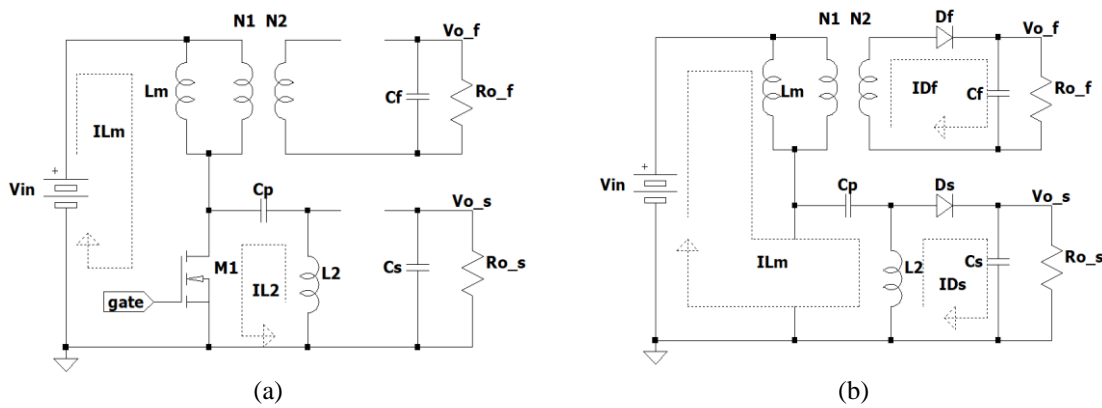 N1 N2
Vo_f
Lm
Cf
Ro_f
ILm
Vin
+
Cp
Vo_s
M1
IL2
L2
Cs
Ro_s
gate
(a)
N1 N2
Df
Vo_f
Lm
IDf
Cf
Ro_f
Vin
+
Cp
Ds
Vo_s
ILm
L2
IDs
Cs
Ro_s
(b)